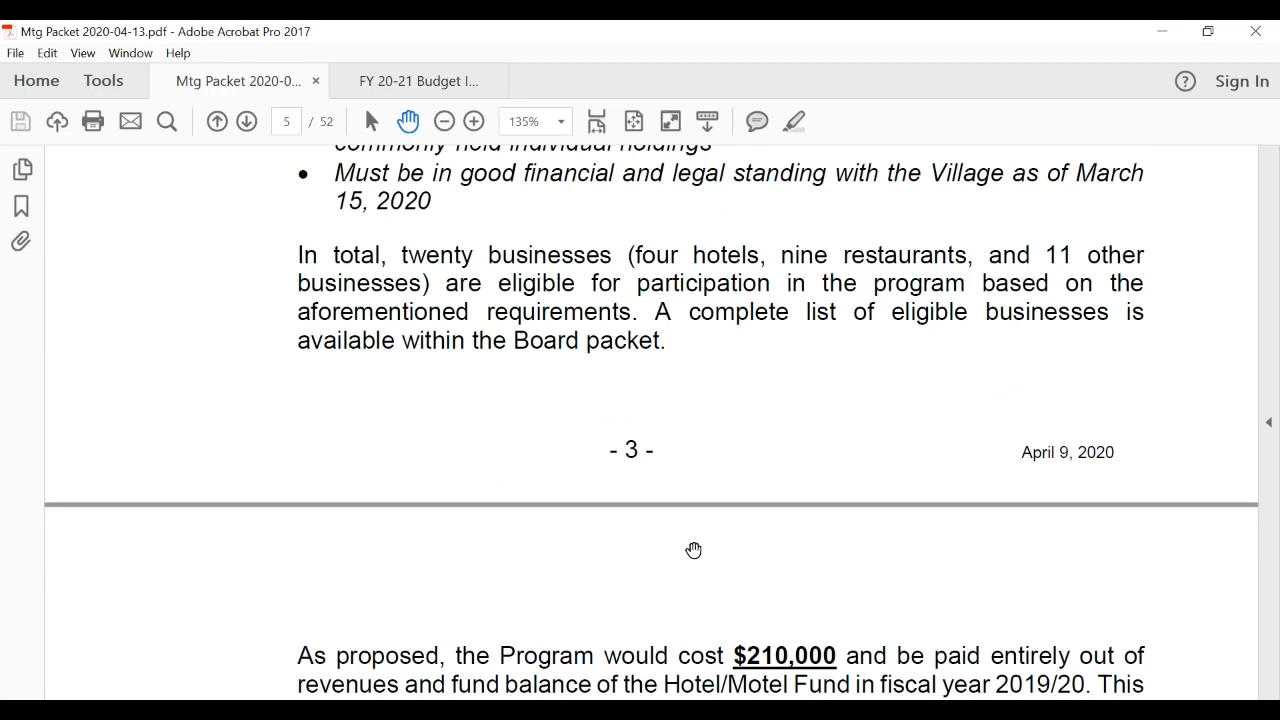 Mtg Packet 2020-04-13.pdf - Adobe Acrobat Pro 2017
File Edit View Window Help
Home Tools Mtg Packet 2020-0... × FY 20-21 Budget I... ? Sign In
5 / 52 135%
commonly held individual holdings
• Must be in good financial and legal standing with the Village as of March
15, 2020
In total, twenty businesses (four hotels, nine restaurants, and 11 other
businesses) are eligible for participation in the program based on the
aforementioned requirements. A complete list of eligible businesses is
available within the Board packet.
- 3 - April 9, 2020
As proposed, the Program would cost $210,000 and be paid entirely out of
revenues and fund balance of the Hotel/Motel Fund in fiscal year 2019/20. This